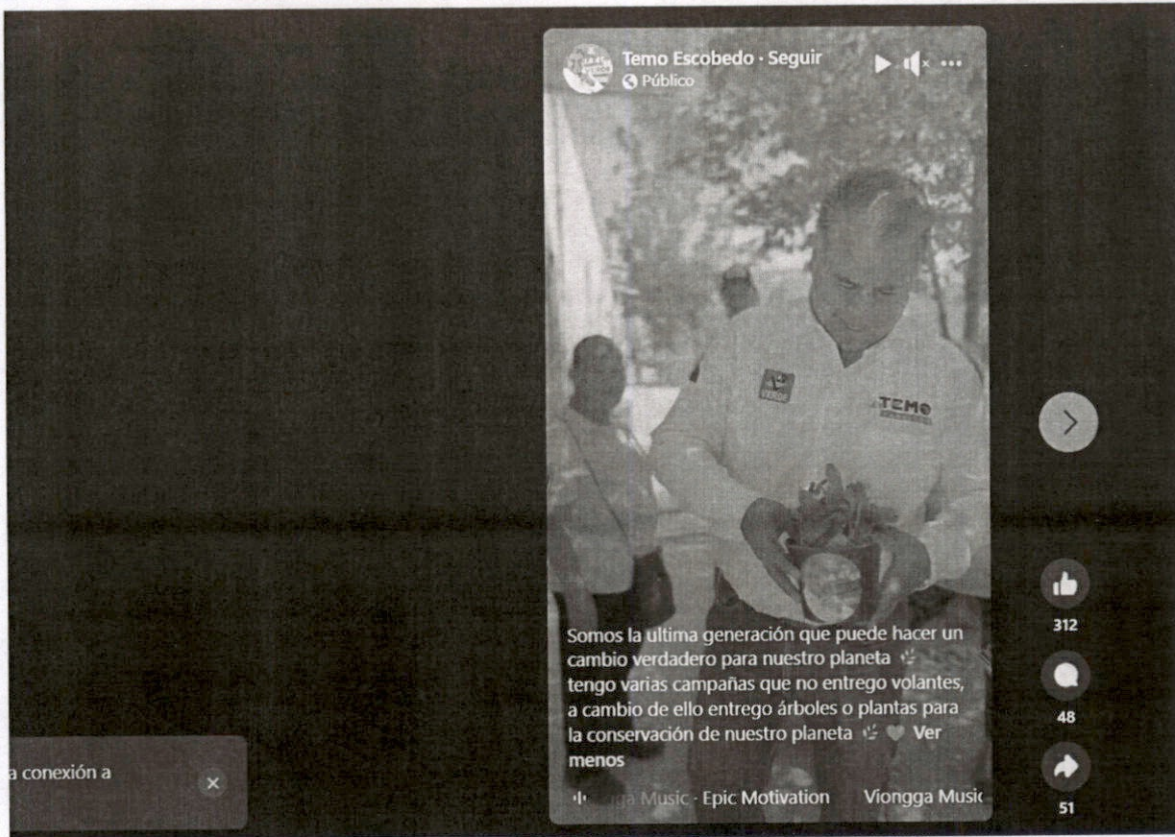 Temo Escobedo · Seguir
Público
VERDE
TEMO
Somos la ultima generación que puede hacer un
cambio verdadero para nuestro planeta
tengo varias campañas que no entrego volantes,
a cambio de ello entrego árboles o plantas para
la conservación de nuestro planeta Ver
menos
Music · Epic Motivation Viongga Music
312
48
51
a conexión a